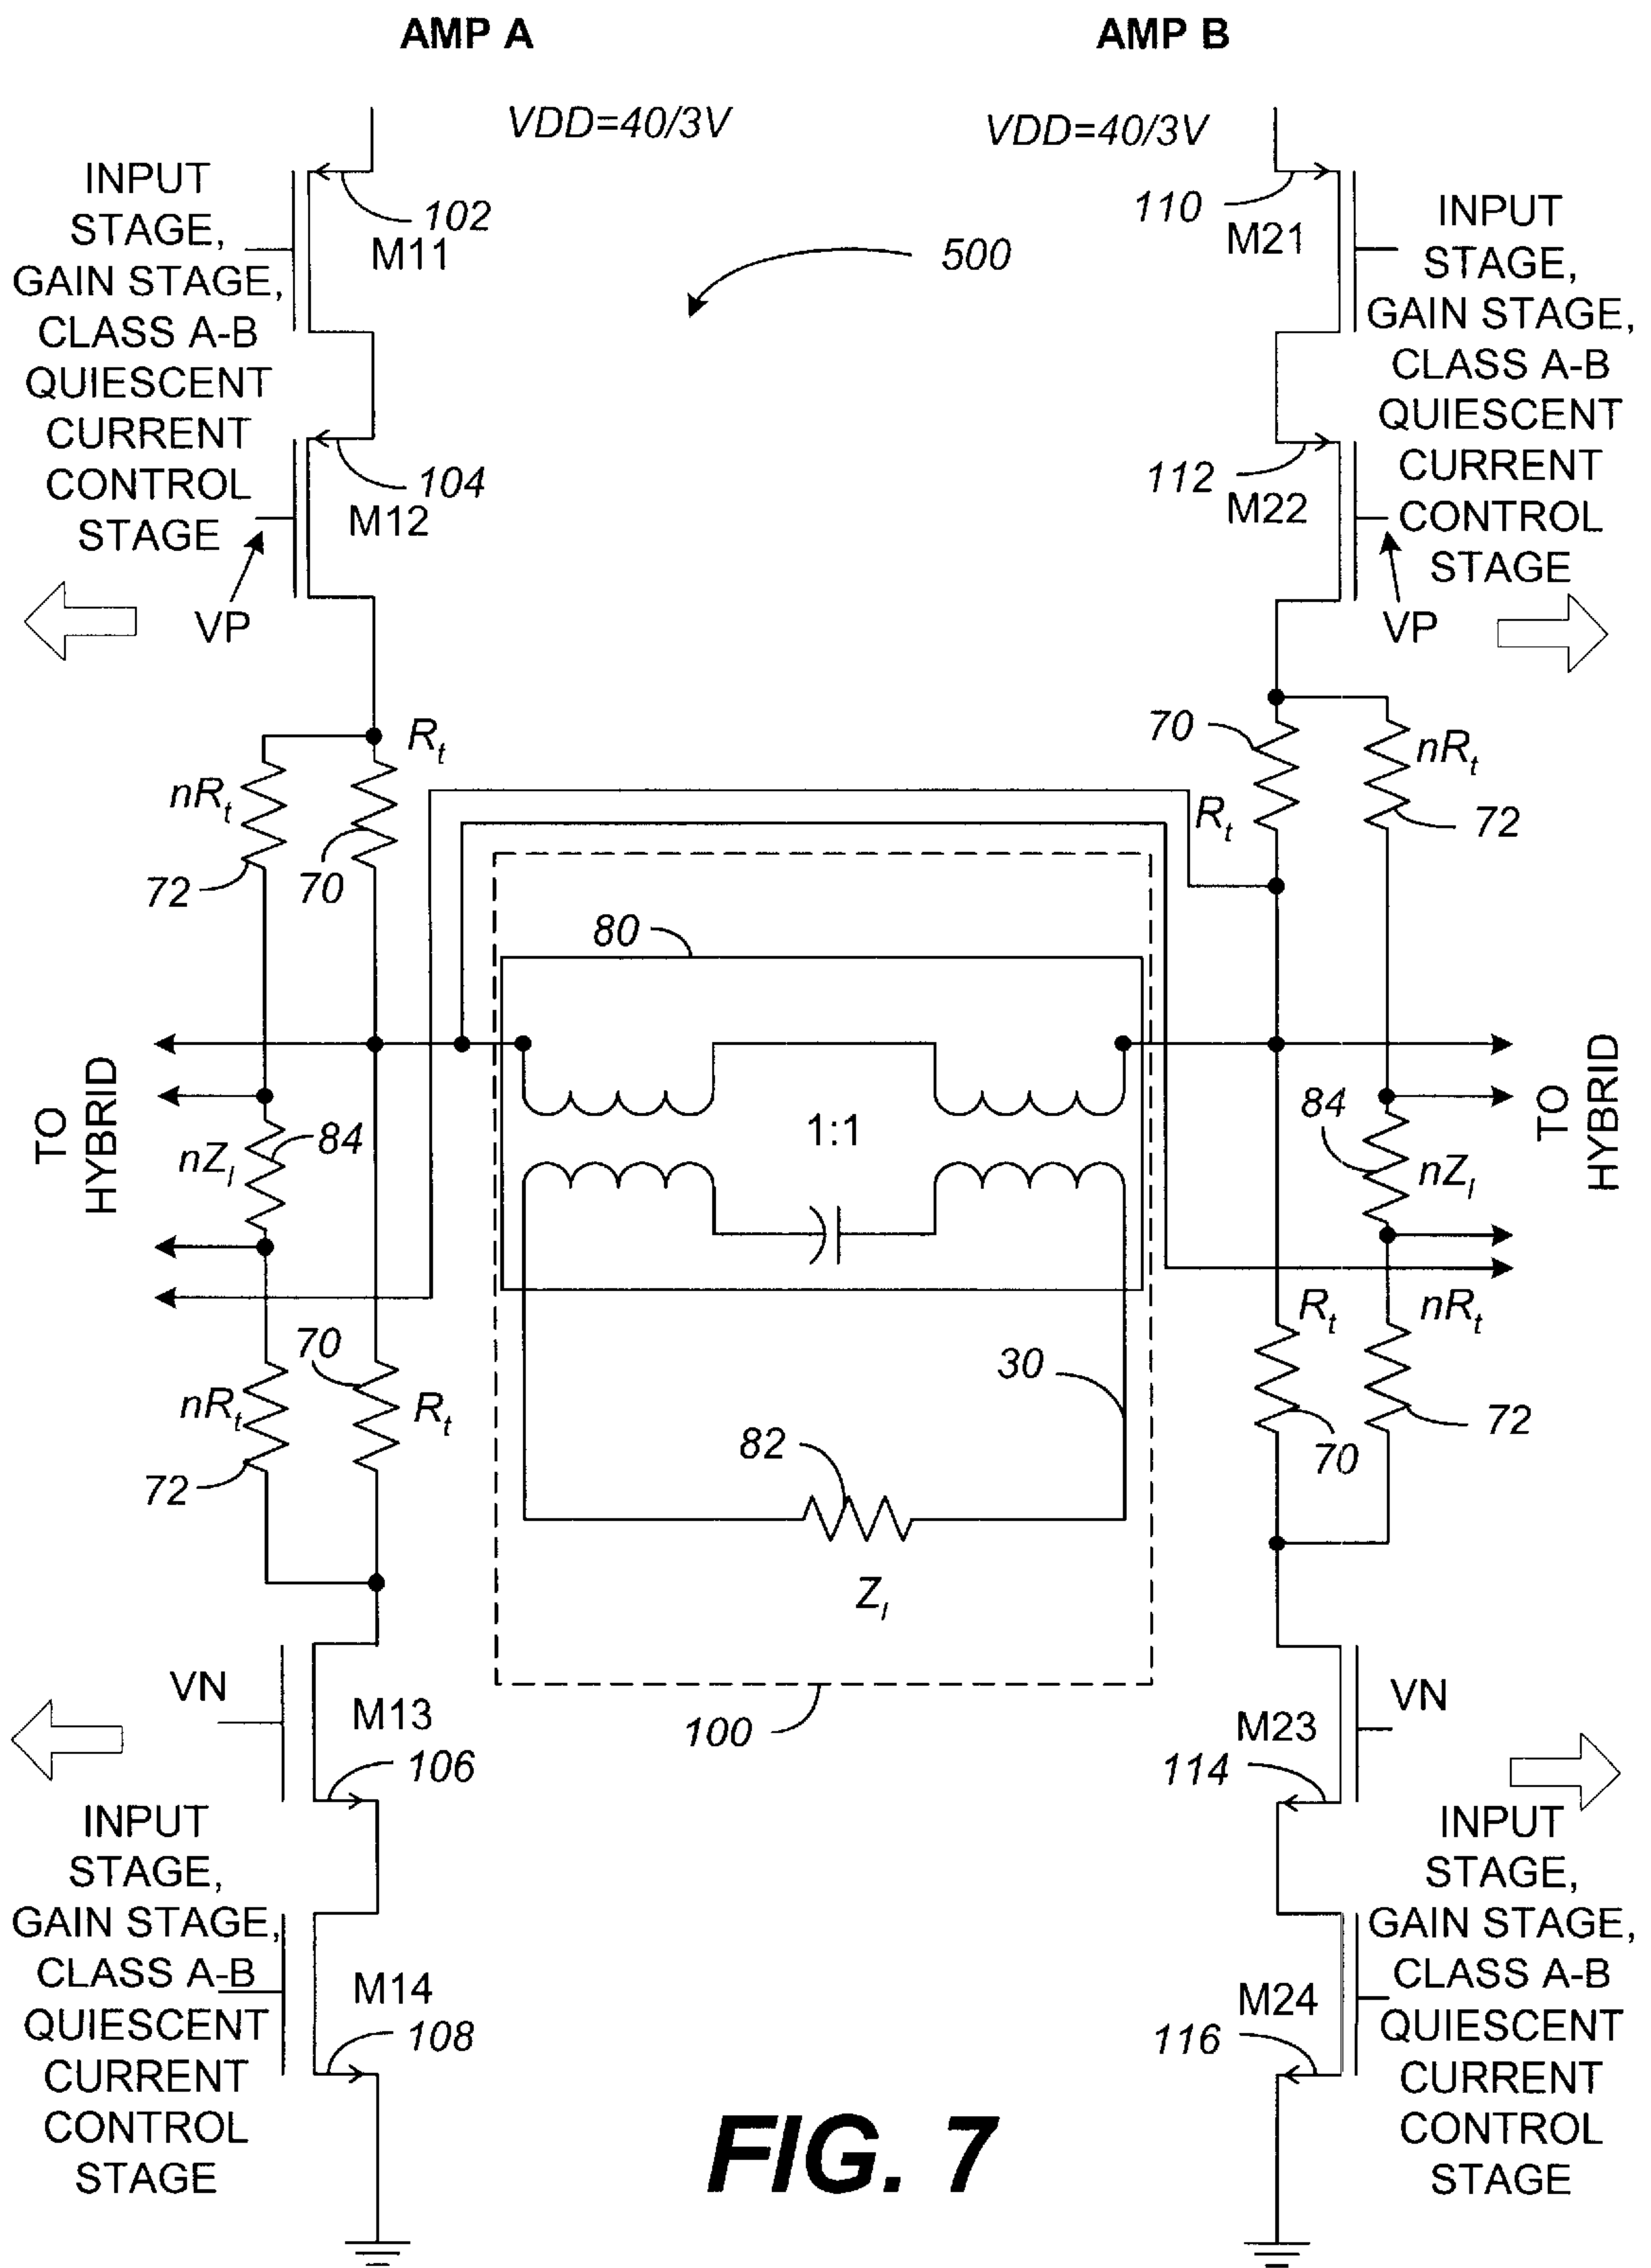 AMP A
AMP B
VDD=40/3V
VDD=40/3V
INPUT
STAGE,
GAIN STAGE,
CLASS A-B
QUIESCENT
CURRENT
CONTROL
STAGE
102
M11
500
110
M21
INPUT
STAGE,
GAIN STAGE,
CLASS A-B
QUIESCENT
CURRENT
CONTROL
STAGE
104
M12
VP
112
M22
VP
Rt
nRt
70
72
70
nRt
Rt
72
80
TO
HYBRID
84
nZl
1:1
84
nZl
TO
HYBRID
70
nRt
Rt
72
30
82
Zl
Rt
nRt
72
70
VN
M13
106
100
M23
VN
114
INPUT
STAGE,
GAIN STAGE,
CLASS A-B
QUIESCENT
CURRENT
CONTROL
STAGE
M14
108
M24
116
INPUT
STAGE,
GAIN STAGE,
CLASS A-B
QUIESCENT
CURRENT
CONTROL
STAGE
FIG. 7